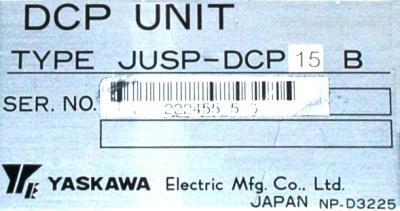 DCP UNIT
TYPE JUSP-DCP 15 B
SER. NO.
YASKAWA Electric Mfg. Co., Ltd.
JAPAN NP-D3225